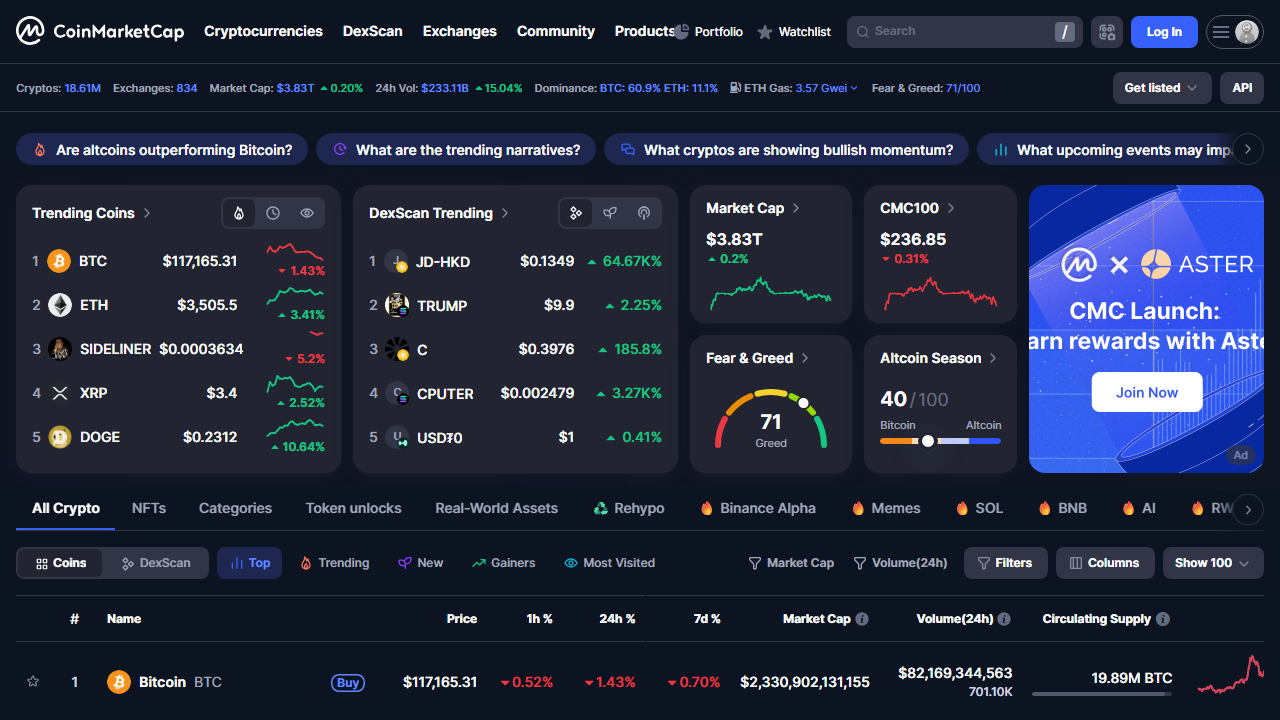 CoinMarketCap Cryptocurrencies DexScan Exchanges Community Products Portfolio Watchlist Search / Log In
Cryptos: 18.61M Exchanges: 834 Market Cap: $3.83T 0.20% 24h Vol: $233.11B 15.04% Dominance: BTC: 60.9% ETH: 11.1% ETH Gas: 3.57 Gwei Fear & Greed: 71/100 Get listed API
Are altcoins outperforming Bitcoin? What are the trending narratives? What cryptos are showing bullish momentum? What upcoming events may imp
Trending Coins
1 BTC $117,165.31 1.43%
2 ETH $3,505.5 3.41%
3 SIDELINER $0.0003634 5.2%
4 XRP $3.4 2.52%
5 DOGE $0.2312 10.64%
DexScan Trending
1 JD-HKD $0.1349 64.67K%
2 TRUMP $9.9 2.25%
3 C $0.3976 185.8%
4 CPUTER $0.002479 3.27K%
5 USD₮0 $1 0.41%
Market Cap
$3.83T
0.2%
CMC100
$236.85
0.31%
Fear & Greed
71
Greed
Altcoin Season
40 /100
Bitcoin Altcoin
ASTER
CMC Launch:
arn rewards with Aste
Join Now
Ad
All Crypto NFTs Categories Token unlocks Real-World Assets Rehypo Binance Alpha Memes SOL BNB AI RW
Coins DexScan Top Trending New Gainers Most Visited Market Cap Volume(24h) Filters Columns Show 100
# Name Price 1h % 24h % 7d % Market Cap Volume(24h) Circulating Supply
1 Bitcoin BTC Buy $117,165.31 0.52% 1.43% 0.70% $2,330,902,131,155 $82,169,344,563 19.89M BTC
701.10K